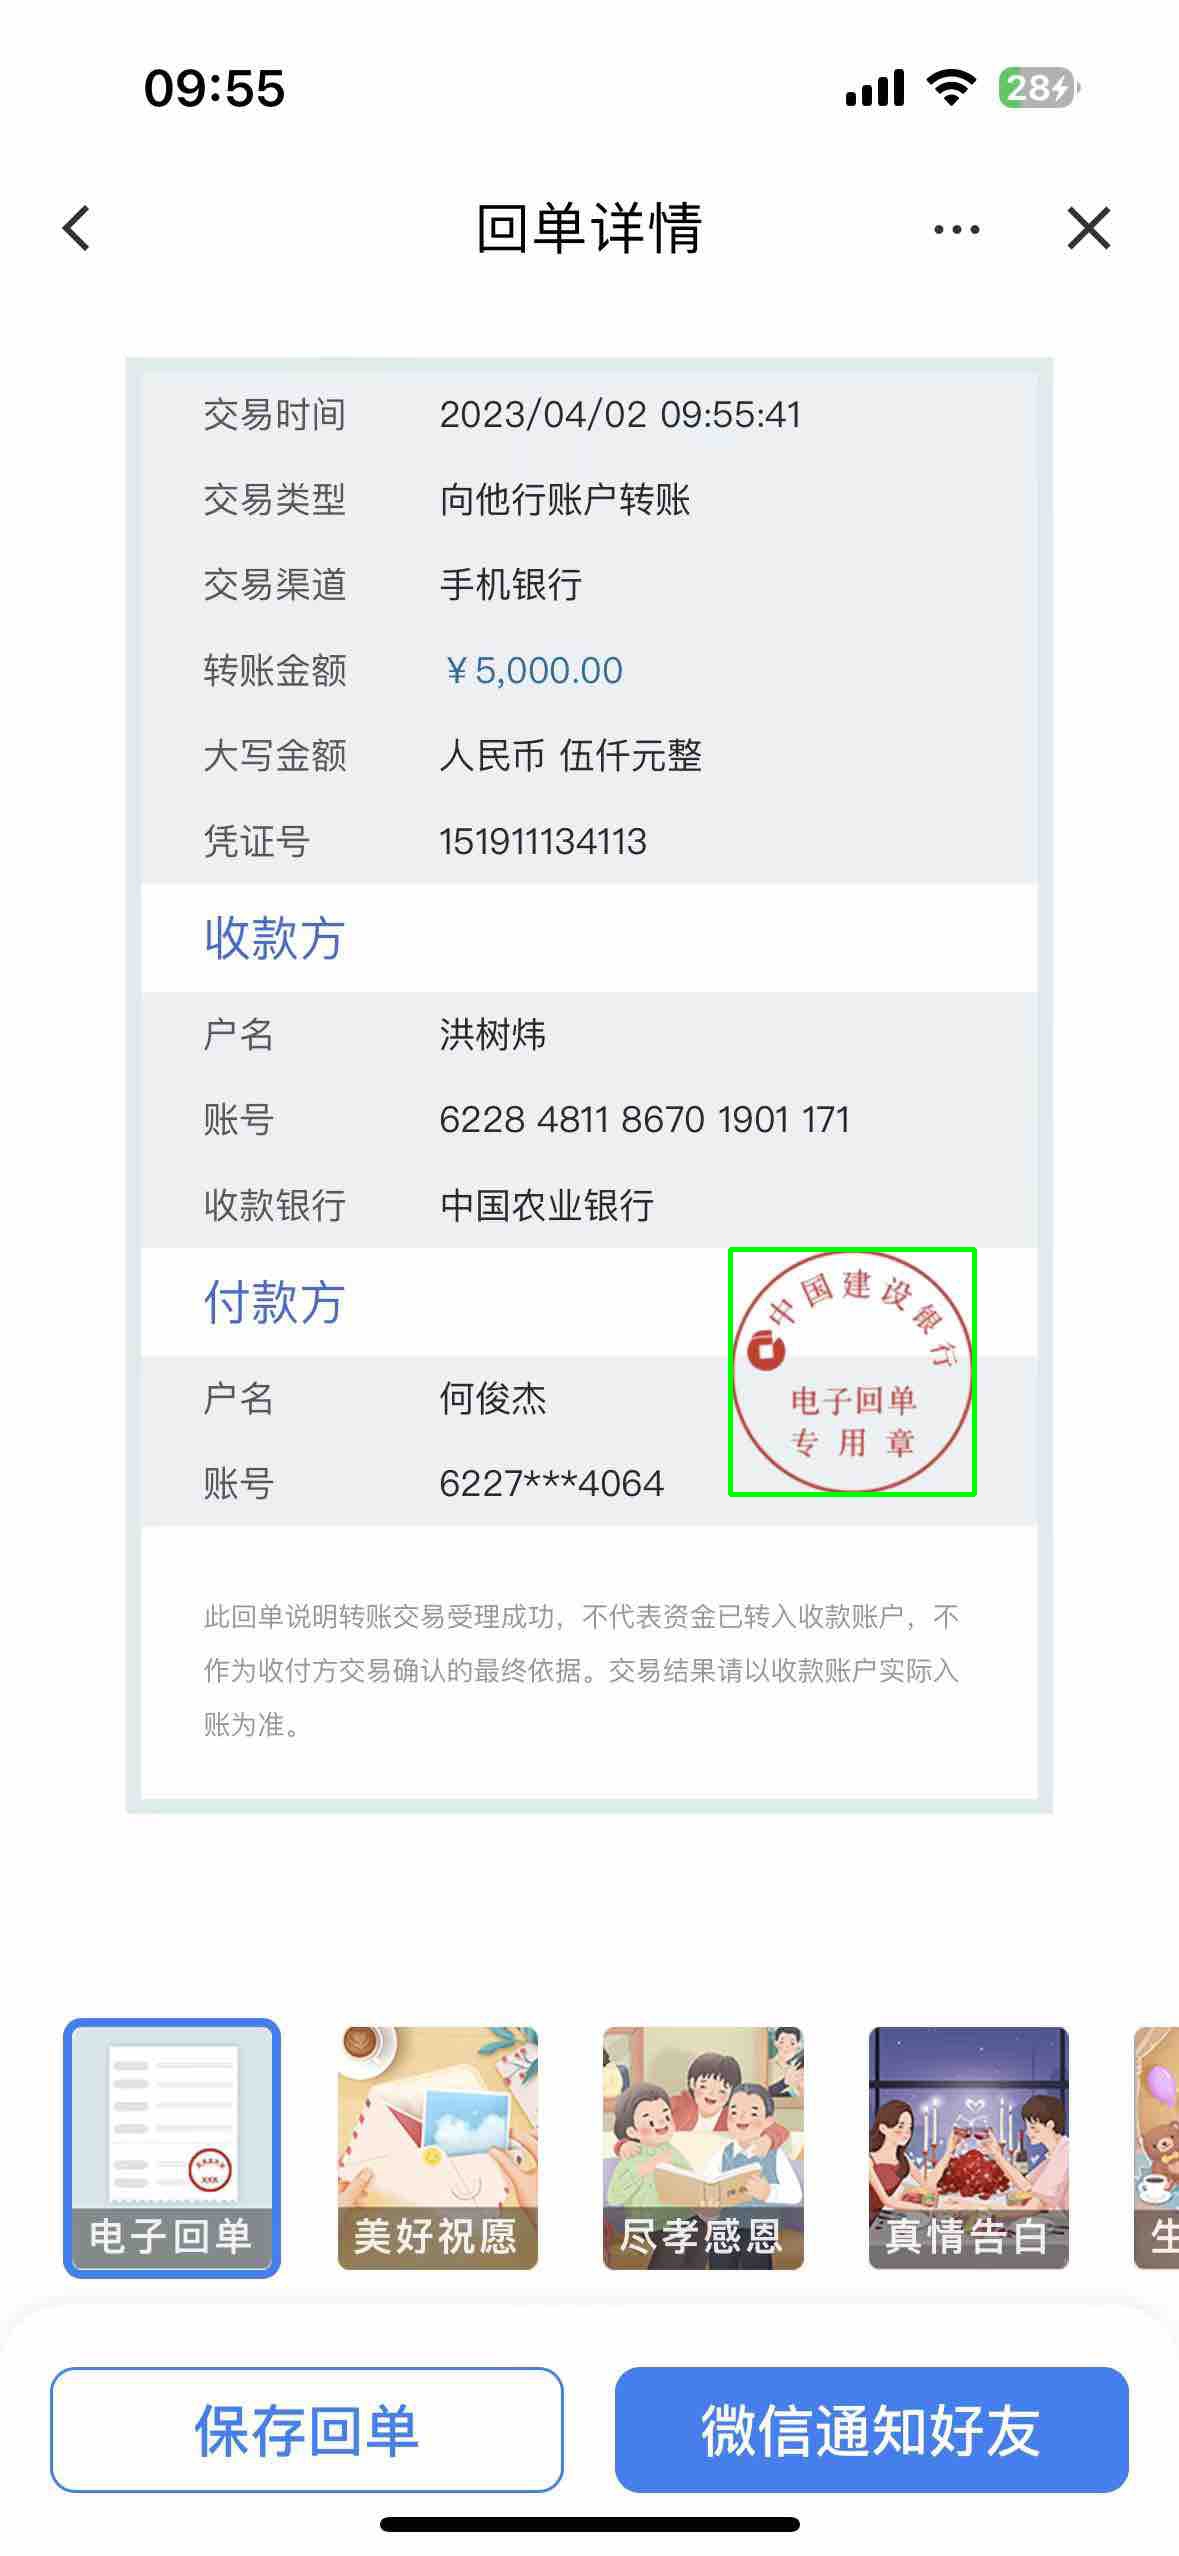 09:55
28
回单详情
交易时间 2023/04/02 09:55:41
交易类型 向他行账户转账
交易渠道 手机银行
转账金额 ￥5,000.00
大写金额 人民币 伍仟元整
凭证号 151911134113
收款方
户名 洪树炜
账号 6228 4811 8670 1901 171
收款银行 中国农业银行
付款方
中国建设银行
电子回单
专用章
户名 何俊杰
账号 6227***4064
此回单说明转账交易受理成功，不代表资金已转入收款账户，不
作为收付方交易确认的最终依据。交易结果请以收款账户实际入
账为准。
电子回单 美好祝愿 尽孝感恩 真情告白 生
保存回单 微信通知好友